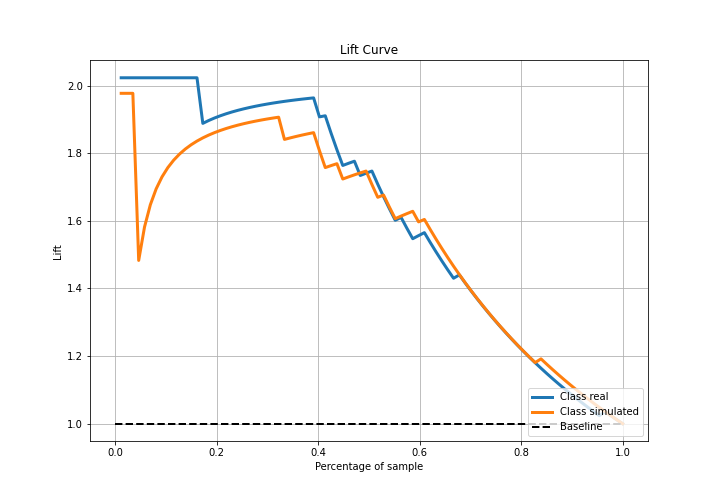 Lift Curve
Lift
2.0
1.8
1.6
1.4
1.2
1.0
0.0 0.2 0.4 0.6 0.8 1.0
Percentage of sample
Class real
Class simulated
Baseline